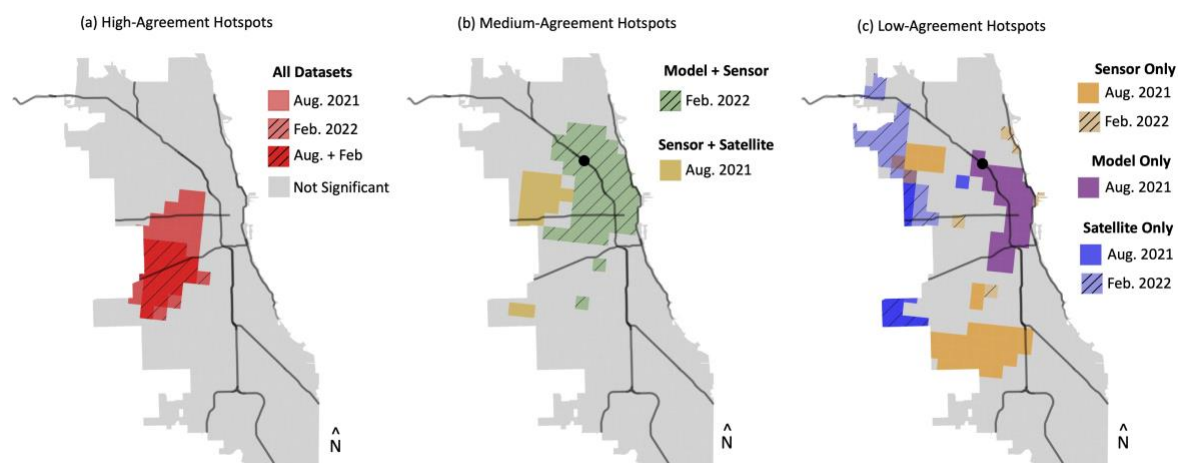 (a) High-Agreement Hotspots
All Datasets
Aug. 2021
Feb. 2022
Aug. + Feb
Not Significant
^
N
(b) Medium-Agreement Hotspots
Model + Sensor
Feb. 2022
Sensor + Satellite
Aug. 2021
^
N
(c) Low-Agreement Hotspots
Sensor Only
Aug. 2021
Feb. 2022
Model Only
Aug. 2021
Satellite Only
Aug. 2021
Feb. 2022
^
N